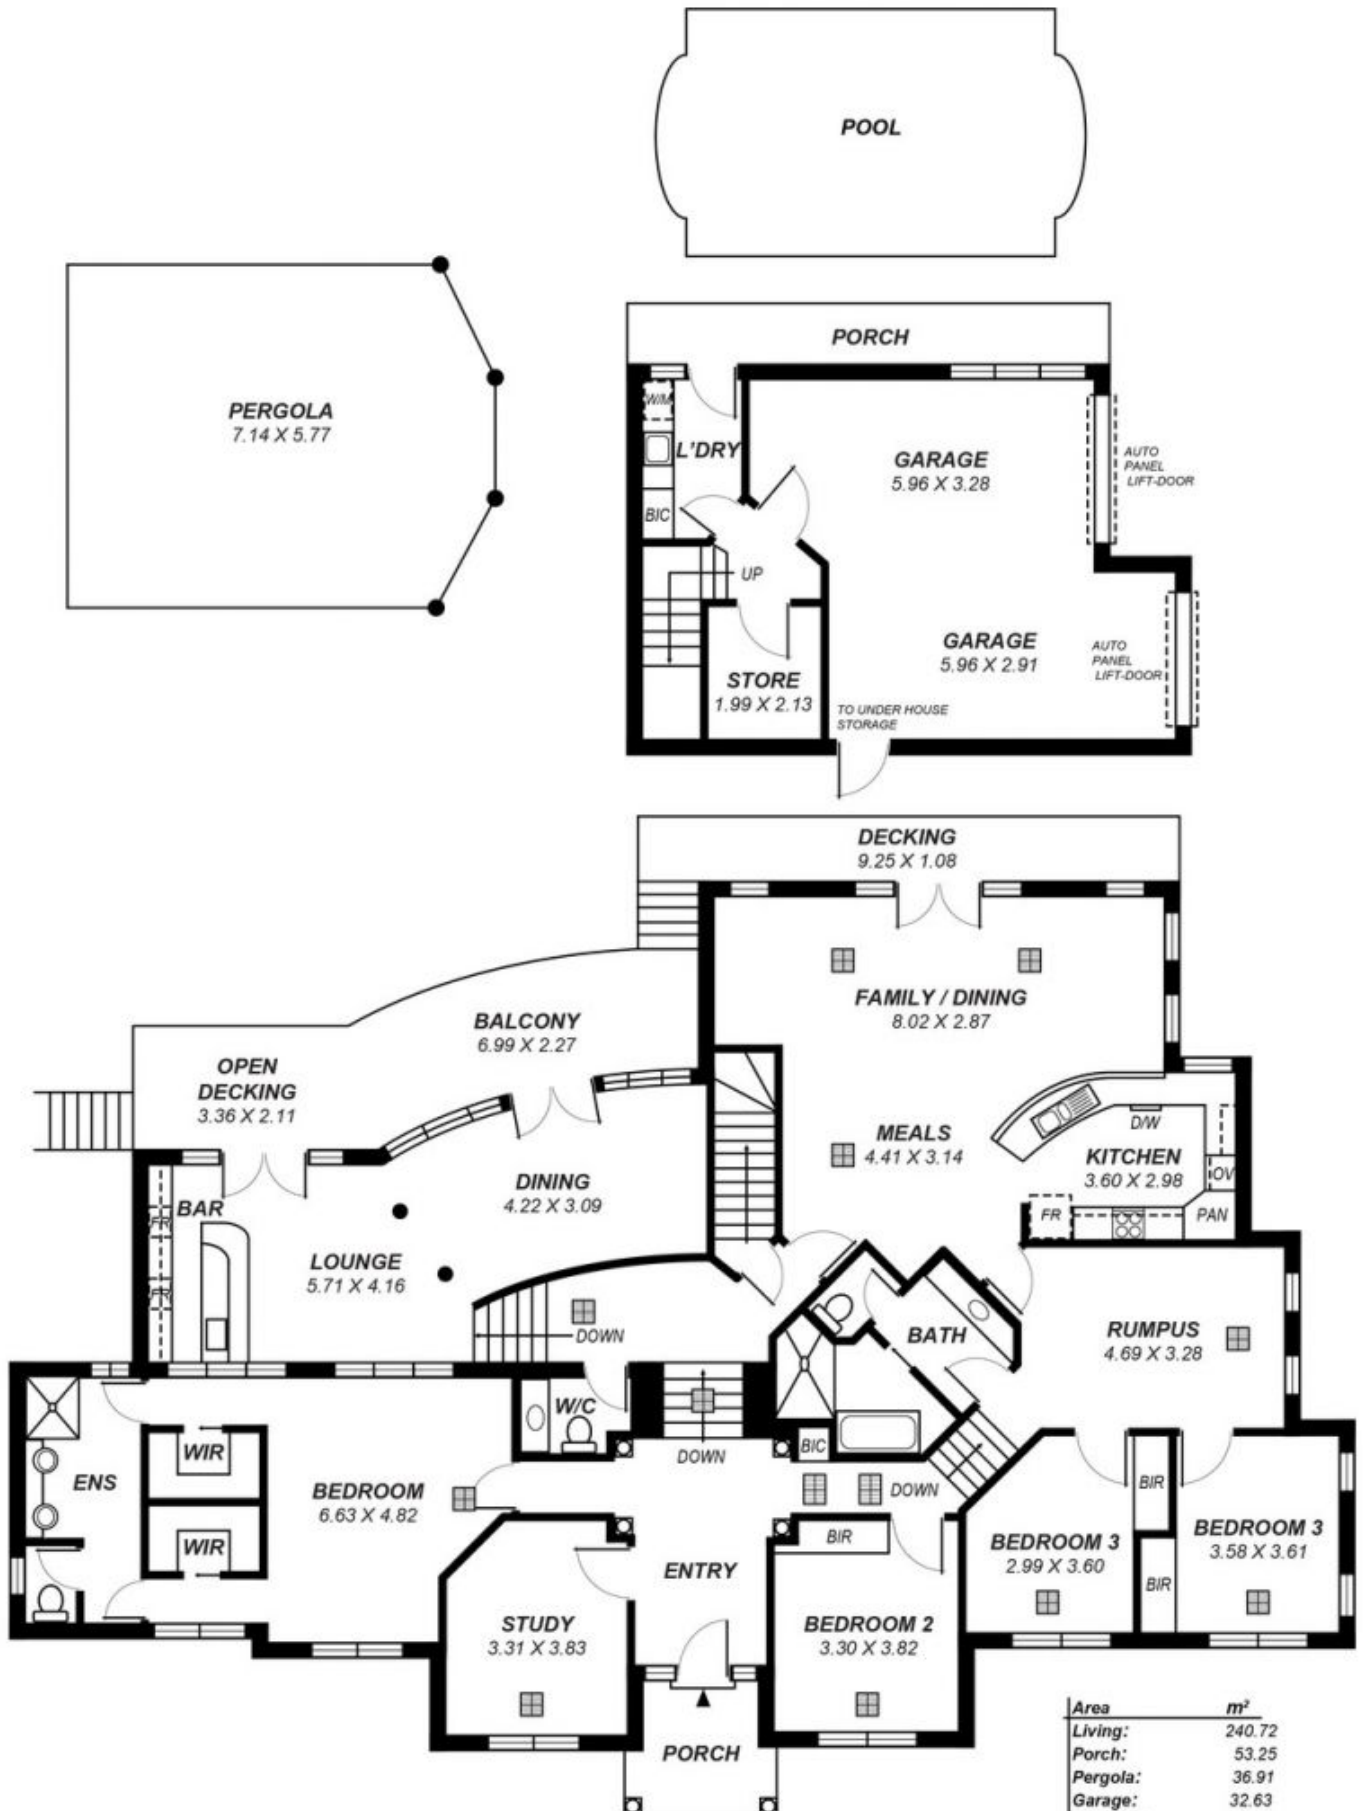 POOL
PORCH
PERGOLA
7.14 X 5.77
W/M
L'DRY
GARAGE
5.96 X 3.28
AUTO
PANEL
LIFT-DOOR
BIC
UP
GARAGE
5.96 X 2.91
AUTO
PANEL
LIFT-DOOR
STORE
1.99 X 2.13
TO UNDER HOUSE
STORAGE
DECKING
9.25 X 1.08
FAMILY / DINING
8.02 X 2.87
BALCONY
6.99 X 2.27
OPEN
DECKING
3.36 X 2.11
D/W
MEALS
4.41 X 3.14
KITCHEN
3.60 X 2.98
OV
DINING
4.22 X 3.09
BAR
FR
FR
PAN
LOUNGE
5.71 X 4.16
FR
DOWN
BATH
RUMPUS
4.69 X 3.28
W/C
WIR
DOWN
BIC
ENS
BEDROOM
6.63 X 4.82
DOWN
BIR
WIR
BIR
BEDROOM 3
2.99 X 3.60
BEDROOM 3
3.58 X 3.61
ENTRY
BIR
STUDY
3.31 X 3.83
BEDROOM 2
3.30 X 3.82
PORCH
Area m²
Living: 240.72
Porch: 53.25
Pergola: 36.91
Garage: 32.63